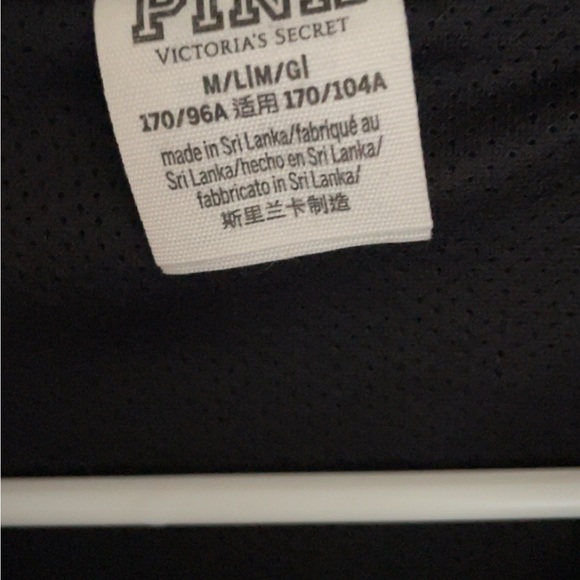 PINK
VICTORIA'S SECRET
M/L|M/G|
170/96A 适用 170/104A
made in Sri Lanka/fabriqué au
Sri Lanka/hecho en Sri Lanka/
fabbricato in Sri Lanka/
斯里兰卡制造